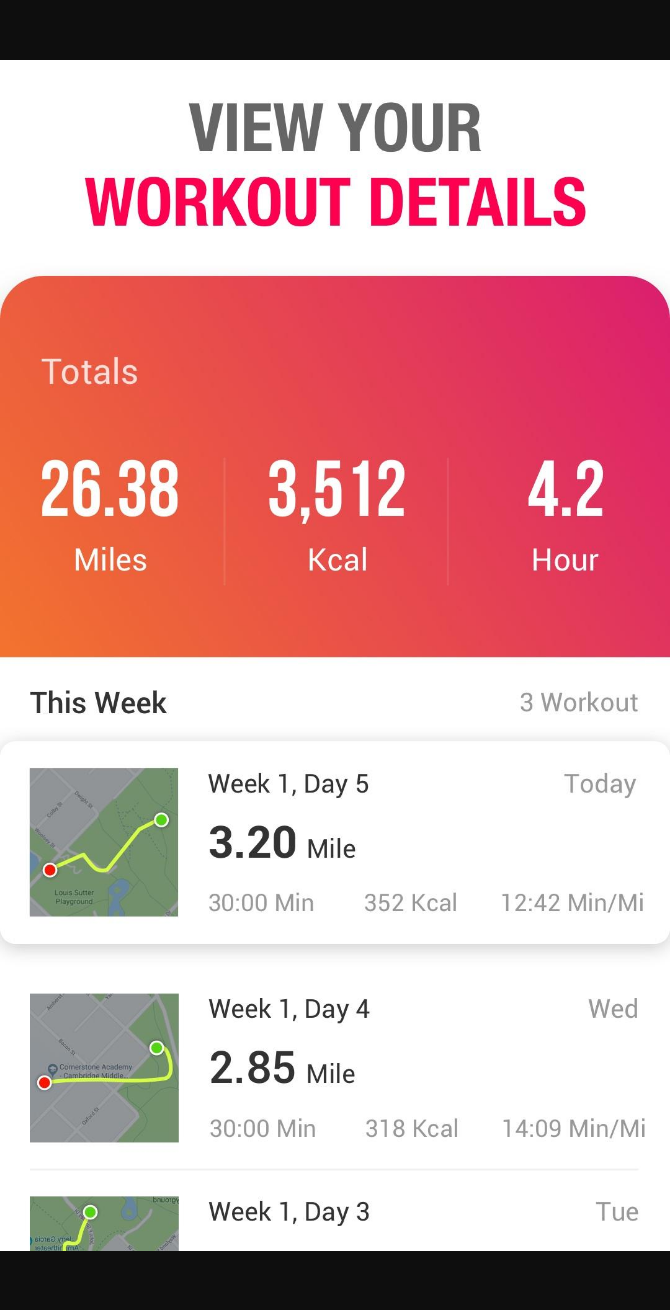 VIEW YOUR
WORKOUT DETAILS
Totals
26.38 3,512 4.2
Miles Kcal Hour
This Week 3 Workout
Week 1, Day 5 Today
3.20 Mile
Louis Sutter
Playground
30:00 Min 352 Kcal 12:42 Min/Mi
Week 1, Day 4 Wed
2.85 Mile
Cornerstone Academy
Cambridge Middle..
30:00 Min 318 Kcal 14:09 Min/Mi
Week 1, Day 3 Tue